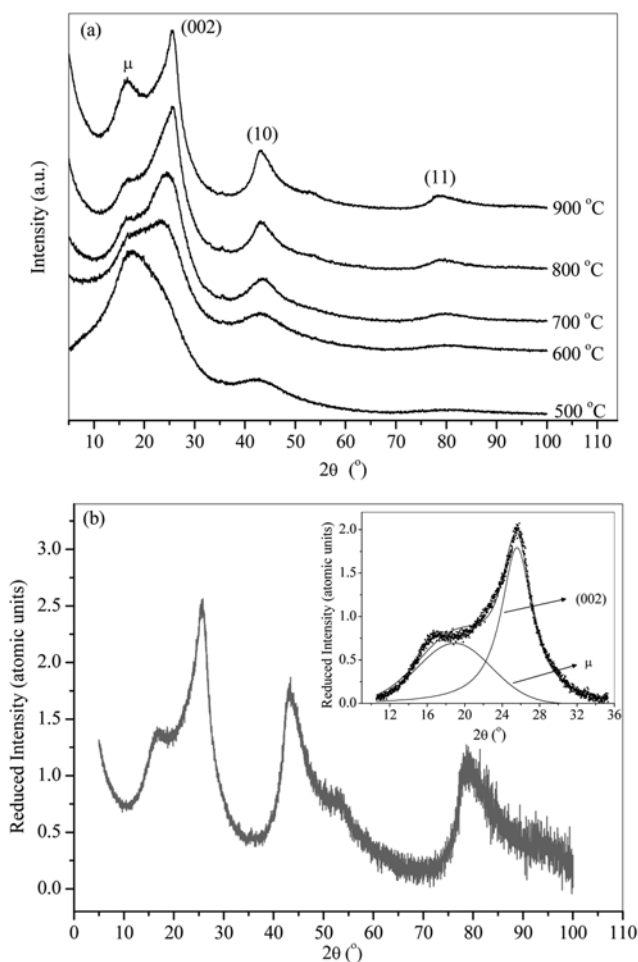 (a)
(002)
μ
(10)
(11)
900 °C
800 °C
700 °C
600 °C
500 °C
Intensity (a.u.)
10 20 30 40 50 60 70 80 90 100 110
2θ (°)
(b)
3.0
2.5
2.0
1.5
1.0
0.5
0.0
Reduced Intensity (atomic units)
0 10 20 30 40 50 60 70 80 90 100 110
2θ (°)
2.0
1.5
1.0
0.5
0.0
Reduced Intensity (atomic units)
(002)
μ
12 16 20 24 28 32 36
2θ (°)